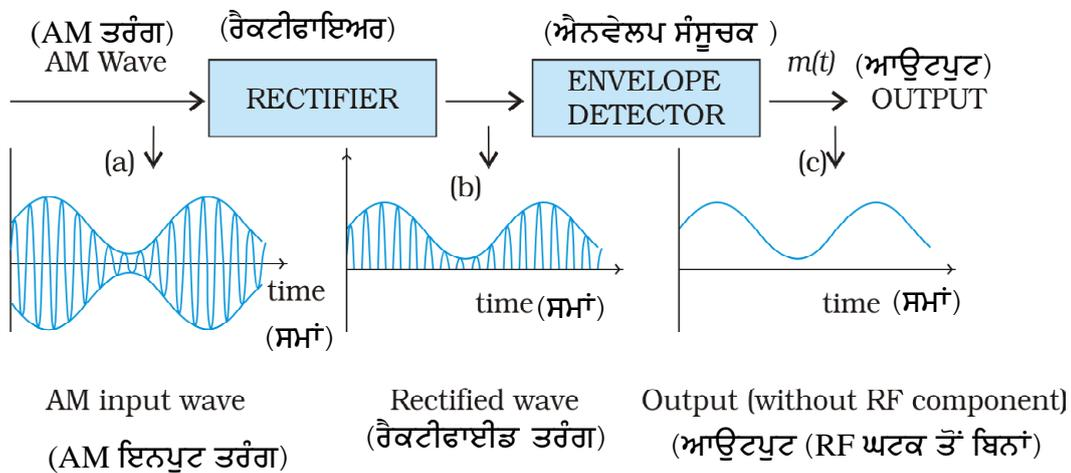 (AM ਤਰੰਗ)
AM Wave
(ਰੈਕਟੀਫਾਇਅਰ)
RECTIFIER
(ਐਨਵੇਲਪ ਸੰਸੂਚਕ )
ENVELOPE
DETECTOR
m(t) (ਆਉਟਪੁਟ)
OUTPUT
(a)
(b)
(c)
time
(ਸਮਾਂ)
time (ਸਮਾਂ)
time (ਸਮਾਂ)
AM input wave
(AM ਇਨਪੁਟ ਤਰੰਗ)
Rectified wave
(ਰੈਕਟੀਫਾਈਡ ਤਰੰਗ)
Output (without RF component)
(ਆਉਟਪੁਟ (RF ਘਟਕ ਤੋਂ ਬਿਨਾਂ)